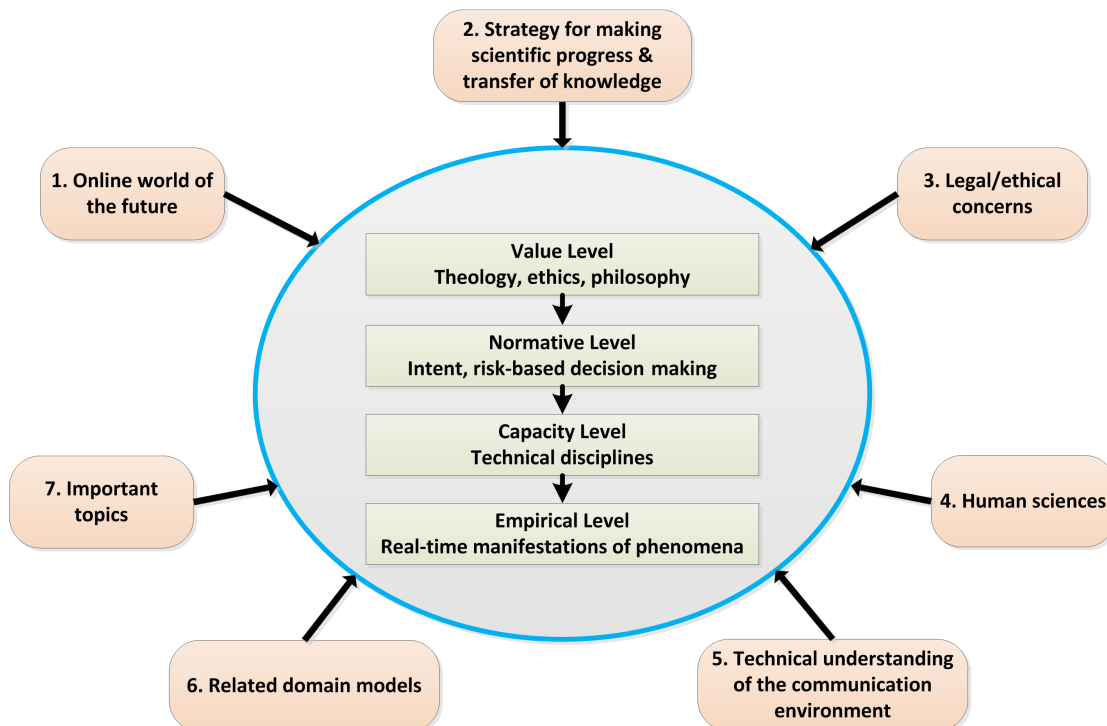 1. Online world of
the future
2. Strategy for making
scientific progress &
transfer of knowledge
3. Legal/ethical
concerns
Value Level
Theology, ethics, philosophy
Normative Level
Intent, risk-based decision making
Capacity Level
Technical disciplines
Empirical Level
Real-time manifestations of phenomena
4. Human sciences
5. Technical understanding
of the communication
environment
6. Related domain models
7. Important
topics